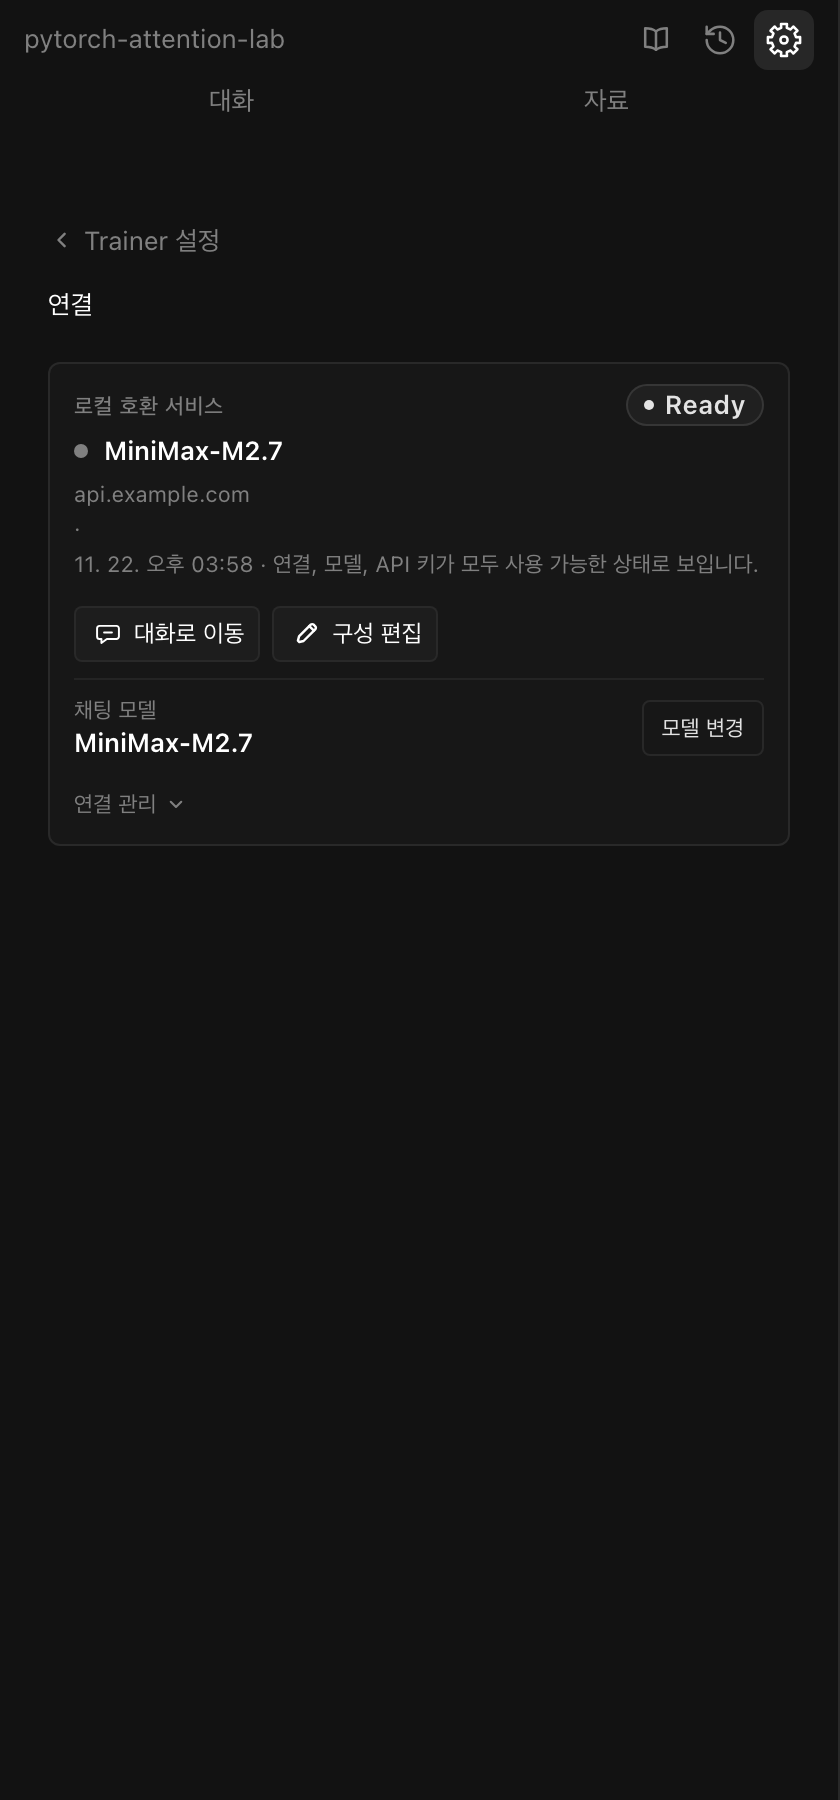 pytorch-attention-lab
대화 자료
Trainer 설정
연결
로컬 호환 서비스
Ready
MiniMax-M2.7
api.example.com
·
11. 22. 오후 03:58 · 연결, 모델, API 키가 모두 사용 가능한 상태로 보입니다.
대화로 이동 구성 편집
채팅 모델
MiniMax-M2.7
모델 변경
연결 관리